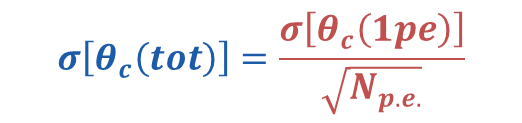 σ[θc(tot)] = σ[θc(1pe)] / √Np.e.